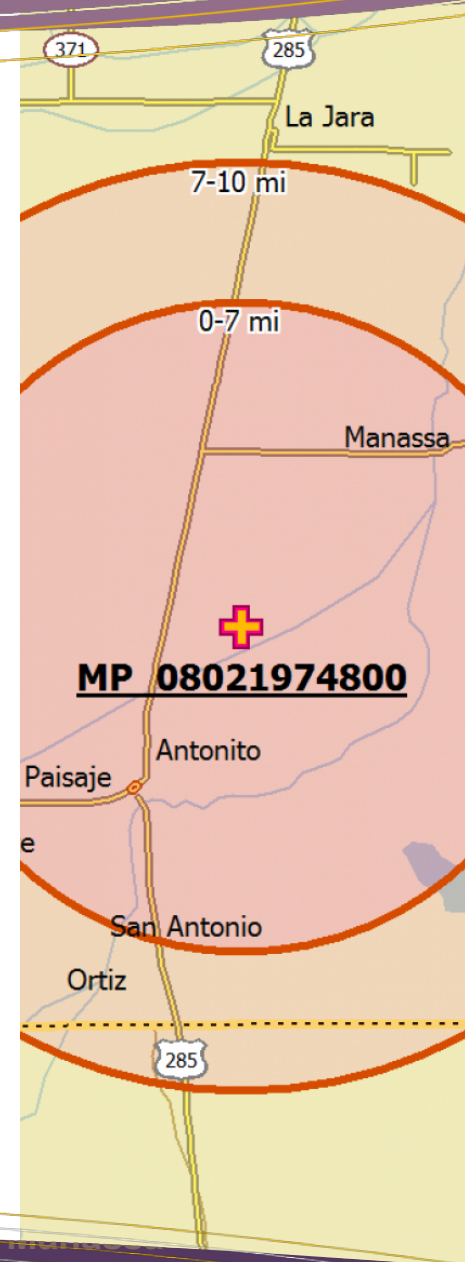 371
285
La Jara
7-10 mi
0-7 mi
Manassa
MP 08021974800
Antonito
Paisaje
e
San Antonio
Ortiz
285